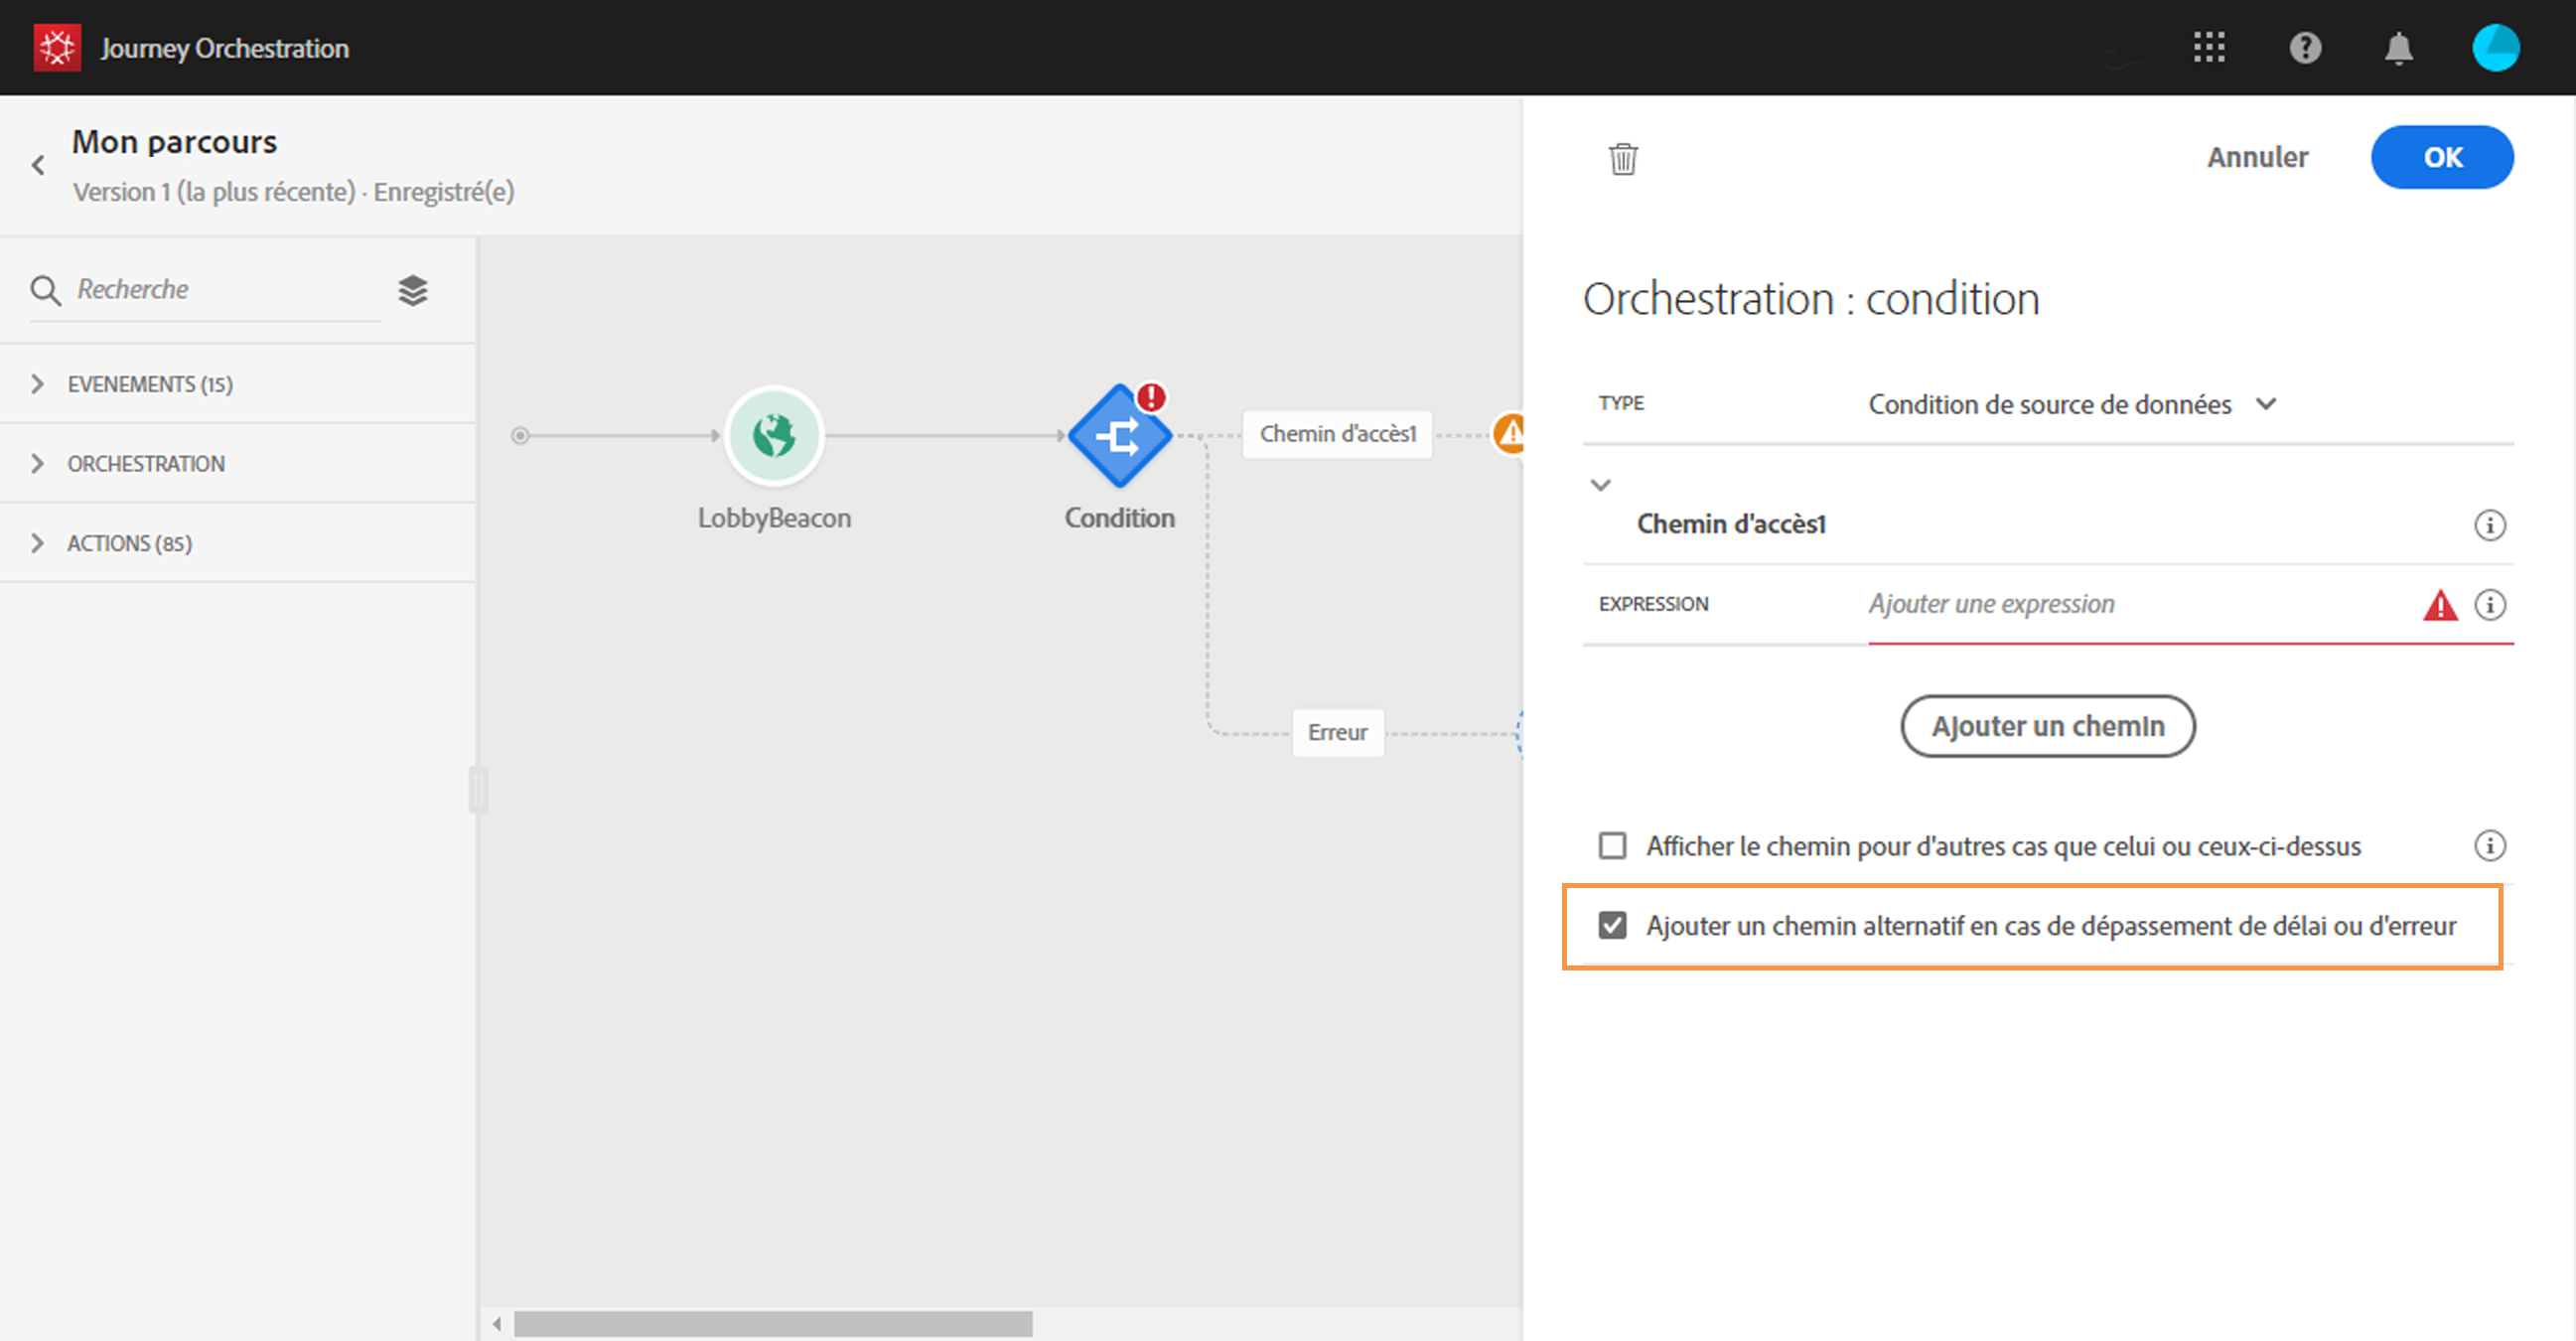 Journey Orchestration
Mon parcours
Version 1 (la plus récente) · Enregistré(e)
Annuler
OK
Recherche
EVENEMENTS (15)
ORCHESTRATION
ACTIONS (85)
LobbyBeacon
Condition
Chemin d'accès1
Erreur
Orchestration : condition
TYPE
Condition de source de données
Chemin d'accès1
EXPRESSION
Ajouter une expression
Ajouter un chemin
Afficher le chemin pour d'autres cas que celui ou ceux-ci-dessus
Ajouter un chemin alternatif en cas de dépassement de délai ou d'erreur